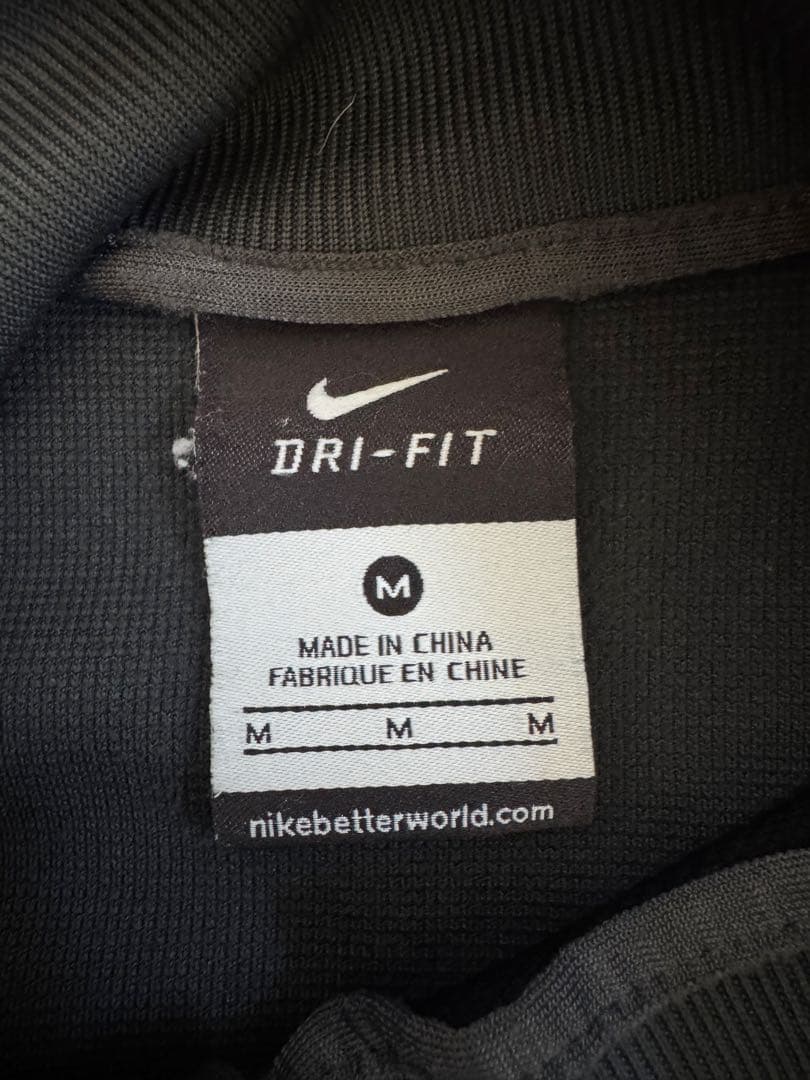 DRI-FIT
M
MADE IN CHINA
FABRIQUE EN CHINE
M M M
nikebetterworld.com